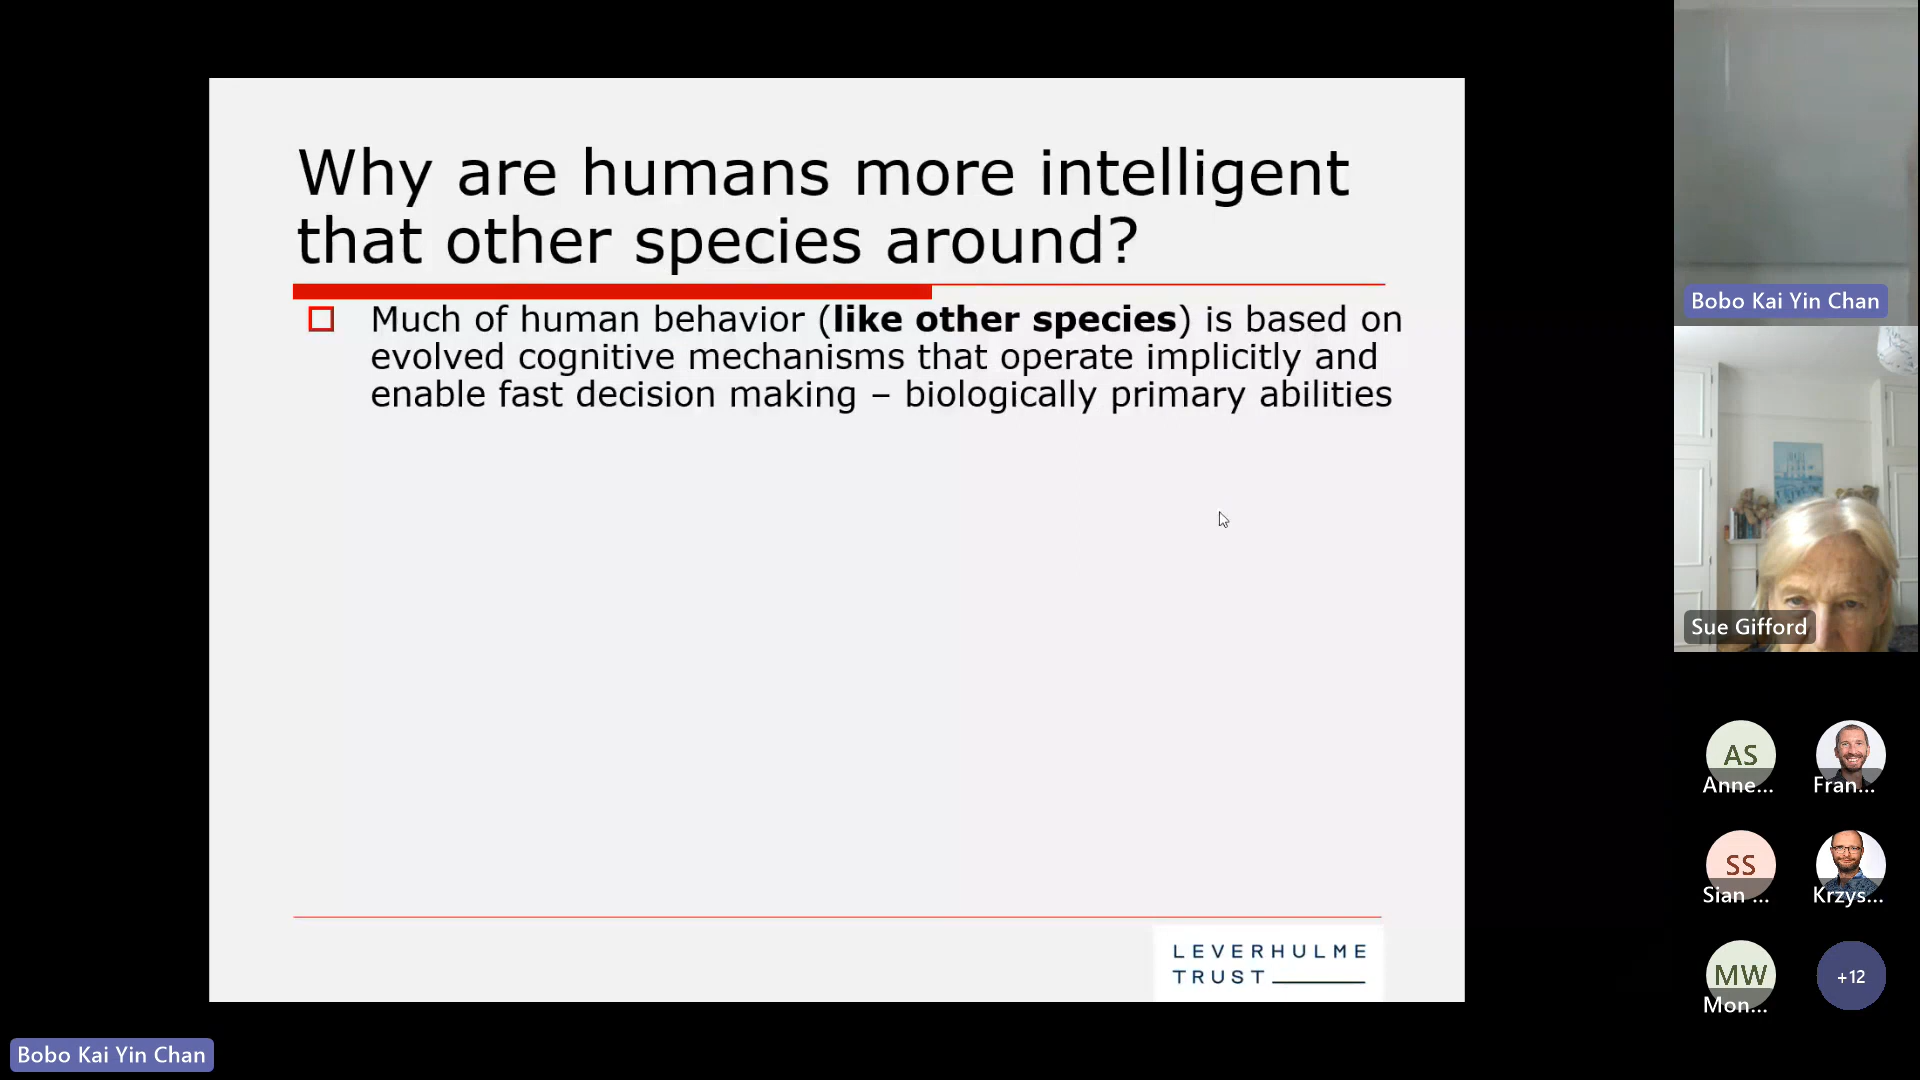 Why are humans more intelligent
that other species around?
Much of human behavior (like other species) is based on
evolved cognitive mechanisms that operate implicitly and
enable fast decision making – biologically primary abilities
LEVERHULME
TRUST
Bobo Kai Yin Chan
Sue Gifford
AS
Anne...
Fran...
SS
Sian ...
Krzys...
MW
Mon...
+12
Bobo Kai Yin Chan